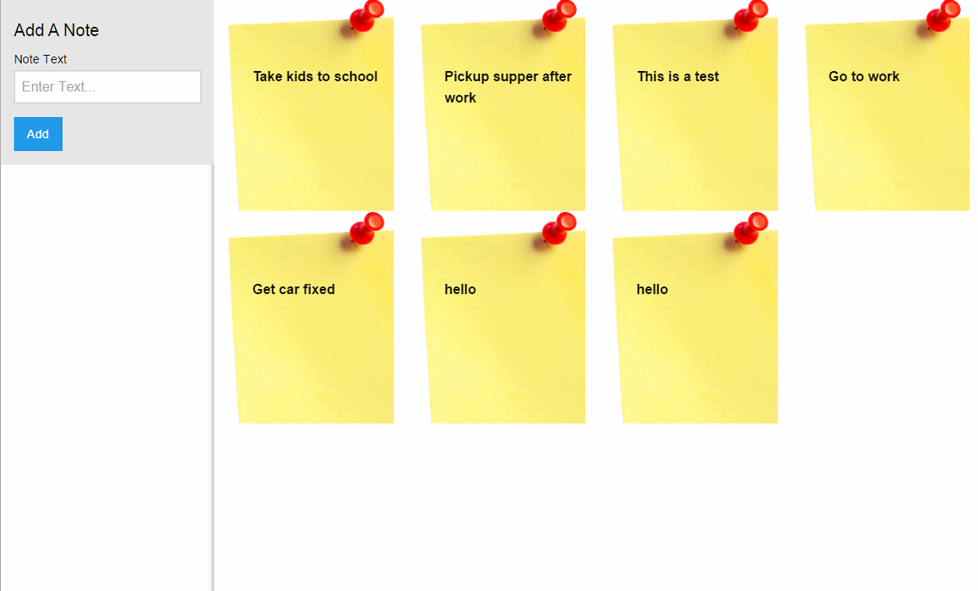 Add A Note
Note Text
Enter Text...
Add
Take kids to school
Pickup supper after
work
This is a test
Go to work
Get car fixed
hello
hello